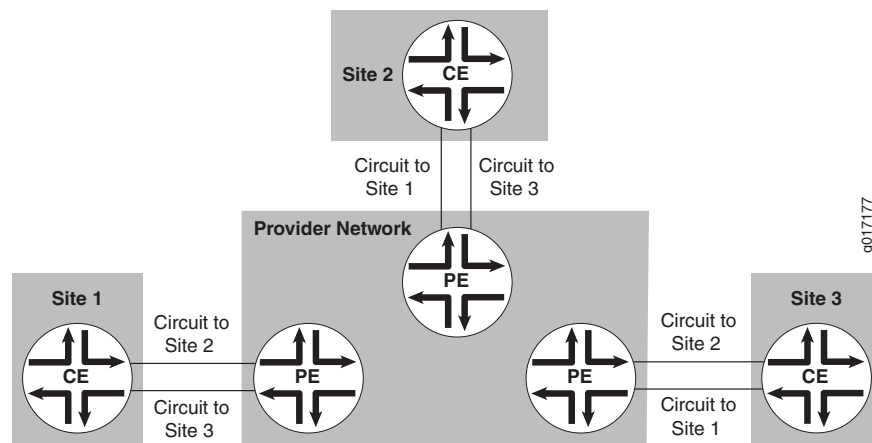 Site 2
CE
Circuit to
Site 1
Circuit to
Site 3
Provider Network
PE
g017177
Site 1
CE
Circuit to
Site 2
Circuit to
Site 3
PE
PE
Circuit to
Site 2
Circuit to
Site 1
Site 3
CE